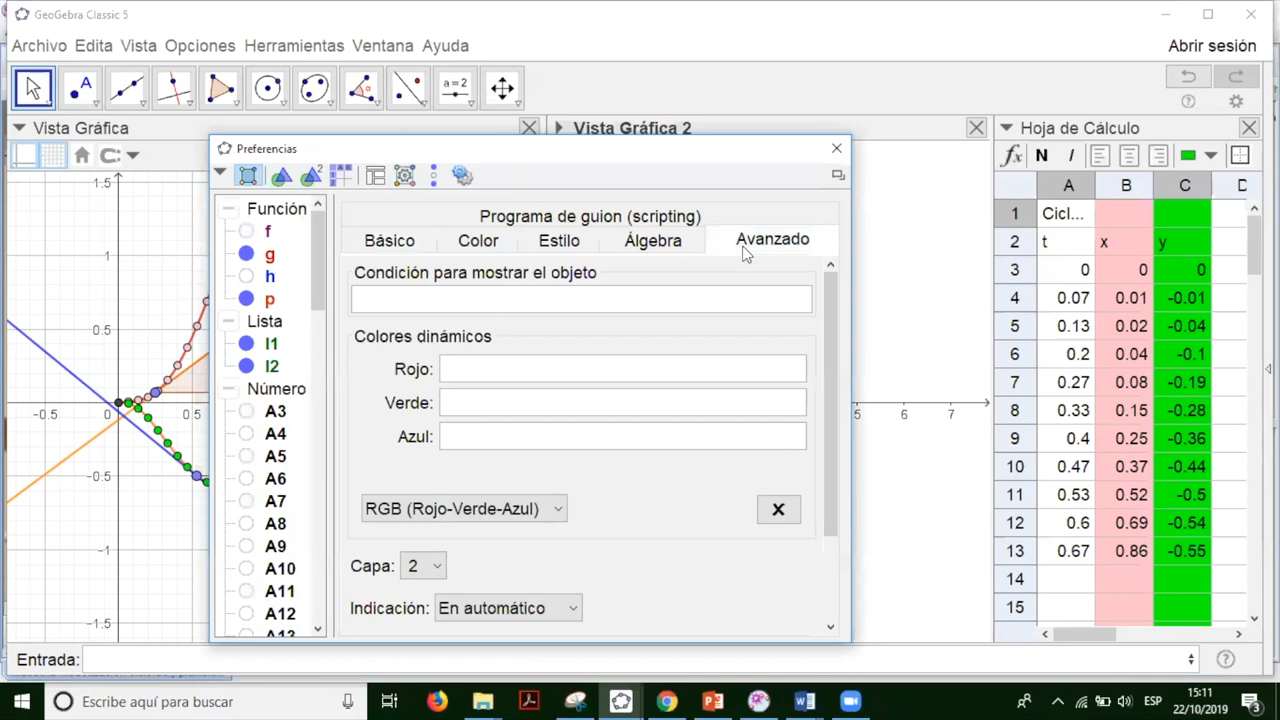 GeoGebra Classic 5
Archivo Edita Vista Opciones Herramientas Ventana Ayuda
Abrir sesión
A
a=2
Vista Gráfica
Vista Gráfica 2
Hoja de Cálculo
Preferencias
N I
A B C D
1 Cicl...
2 t x y
3 0 0 0
4 0.07 0.01 -0.01
5 0.13 0.02 -0.04
6 0.2 0.04 -0.1
7 0.27 0.08 -0.19
8 0.33 0.15 -0.28
9 0.4 0.25 -0.36
10 0.47 0.37 -0.44
11 0.53 0.52 -0.5
12 0.6 0.69 -0.54
13 0.67 0.86 -0.55
14
15
Función
f
g
h
p
Lista
l1
l2
Número
A3
A4
A5
A6
A7
A8
A9
A10
A11
A12
A13
Programa de guion (scripting)
Básico Color Estilo Álgebra Avanzado
Condición para mostrar el objeto
Colores dinámicos
Rojo:
Verde:
Azul:
RGB (Rojo-Verde-Azul)
X
Capa: 2
Indicación: En automático
1.5
1
0.5
-0.5
0
0.5
-0.5
-1
-1.5
5 6 7
Entrada:
Escribe aquí para buscar
ESP
15:11
22/10/2019
3